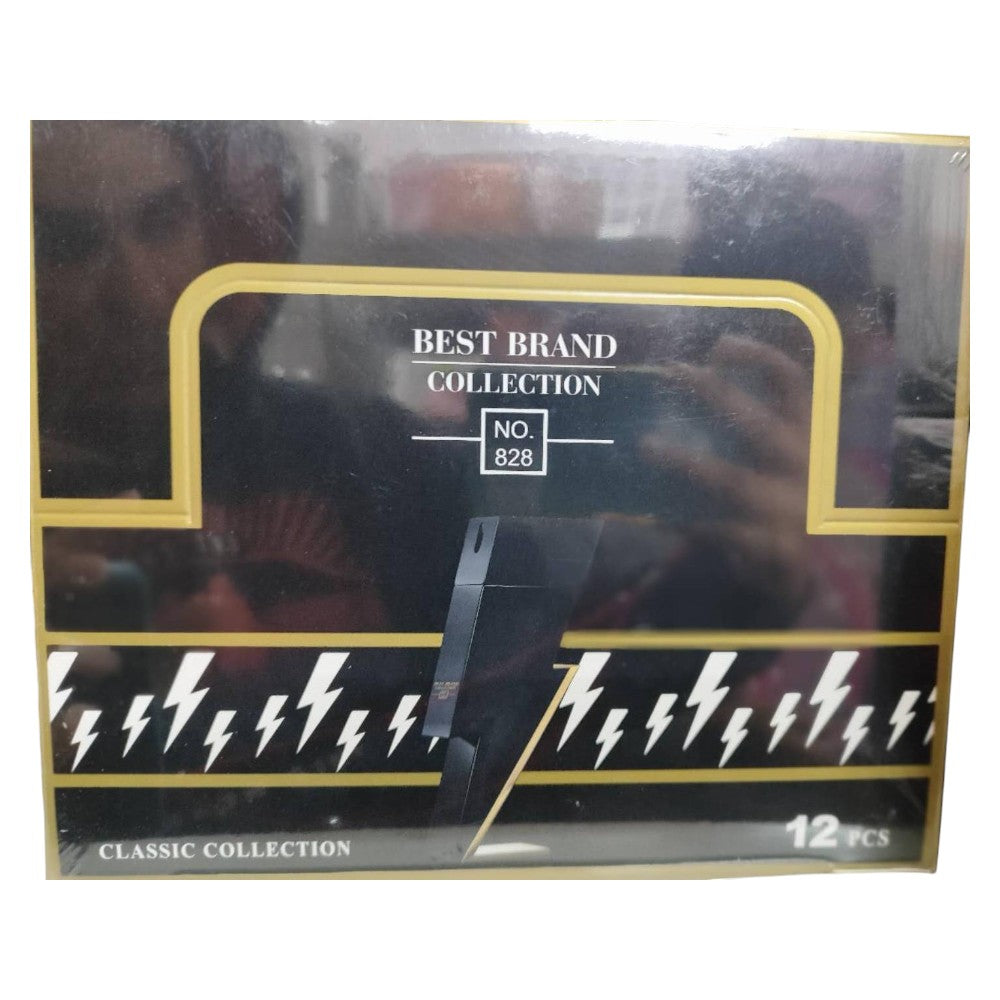 BEST BRAND
COLLECTION
NO.
828
CLASSIC COLLECTION
12 PCS